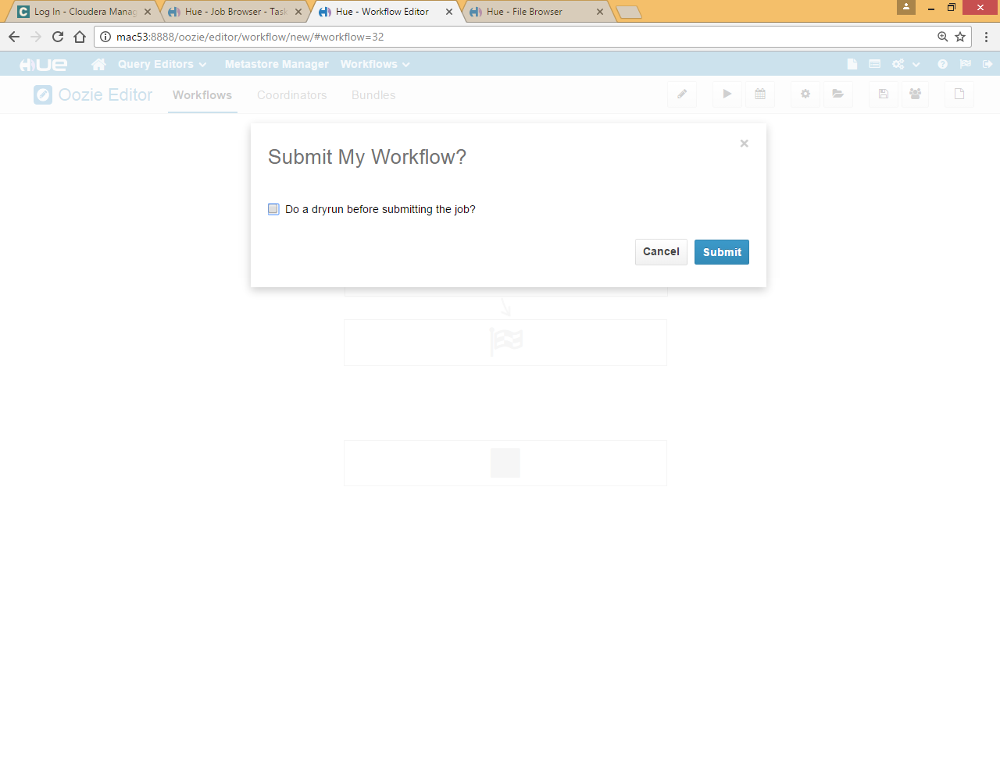 Log In - Cloudera Manag
Hue - Job Browser - Task
Hue - Workflow Editor
Hue - File Browser
mac53:8888/oozie/editor/workflow/new/#workflow=32
HUE
Query Editors
Metastore Manager
Workflows
Oozie Editor
Workflows
Coordinators
Bundles
Submit My Workflow?
Do a dryrun before submitting the job?
Cancel
Submit